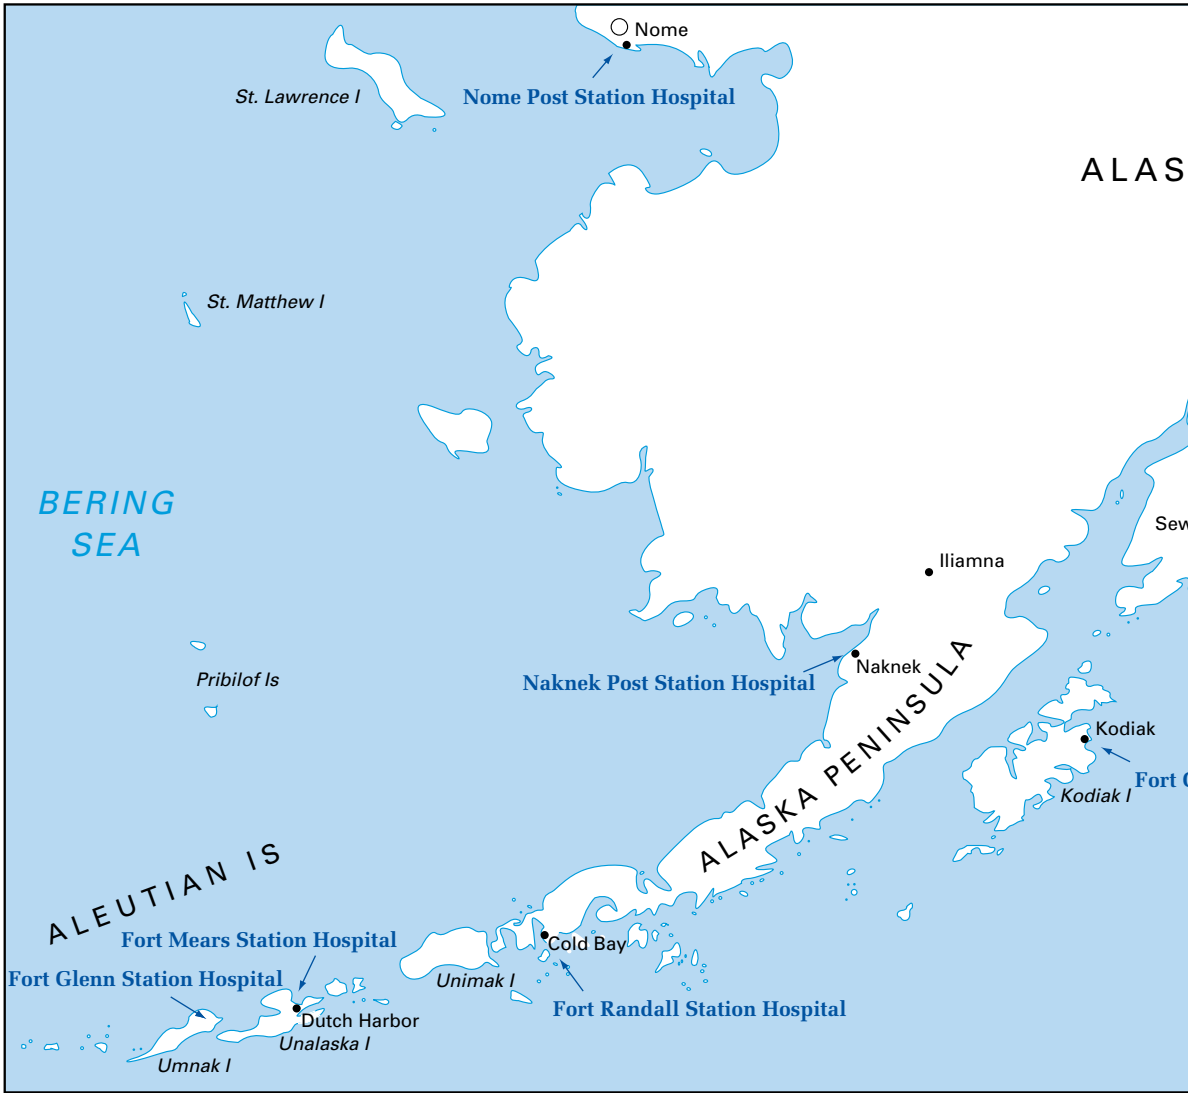 Nome
Nome Post Station Hospital
St. Lawrence I
ALAS
St. Matthew I
BERING
SEA
Sew
Iliamna
Naknek
Naknek Post Station Hospital
Pribilof Is
ALASKA PENINSULA
Kodiak
Fort
Kodiak I
ALEUTIAN IS
Fort Mears Station Hospital
Cold Bay
Fort Glenn Station Hospital
Unimak I
Fort Randall Station Hospital
Dutch Harbor
Unalaska I
Umnak I